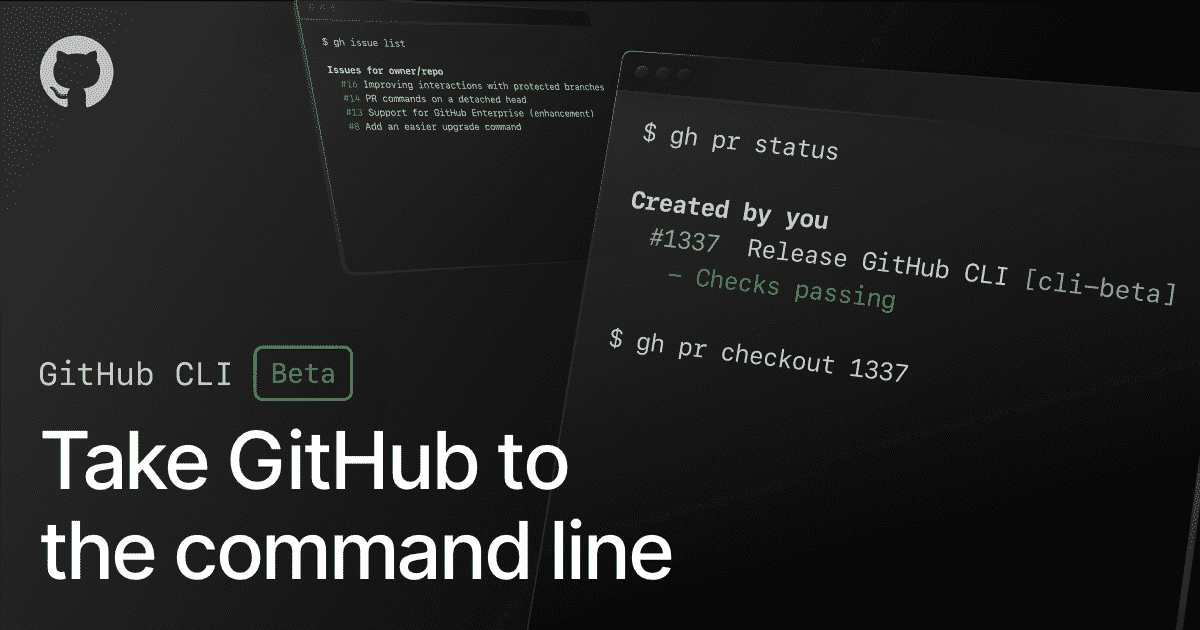 $ gh issue list
Issues for owner/repo
#16 Improving interactions with protected branches
#14 PR commands on a detached head
#13 Support for GitHub Enterprise (enhancement)
#8 Add an easier upgrade command
$ gh pr status
Created by you
#1337 Release GitHub CLI [cli-beta]
- Checks passing
$ gh pr checkout 1337
GitHub CLI Beta
Take GitHub to
the command line